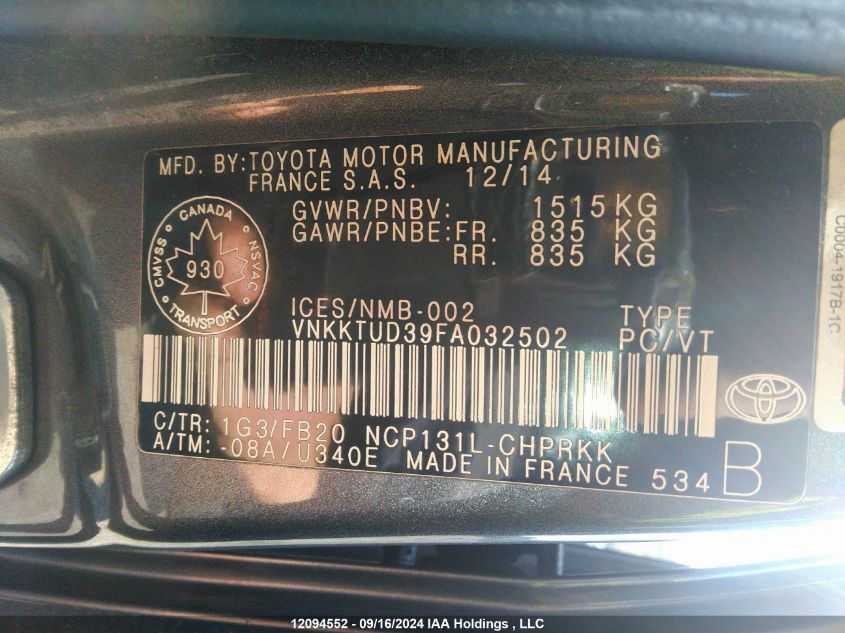 MFD. BY:TOYOTA MOTOR MANUFACTURING
FRANCE S.A.S. 12/14
GVWR/PNBV: 1515 KG
GAWR/PNBE:FR. 835 KG
RR. 835 KG
CANADA
CMVSS
NSVAC
930
TRANSPORT
ICES/NMB-002 TYPE
VNKKTUD39FA032502 PC/VT
C/TR: 1G3/FB20 NCP131L-CHPRKK
A/TM: -08A/U340E MADE IN FRANCE 534 B
C0004-1917B-1C
12094552 - 09/16/2024 IAA Holdings , LLC